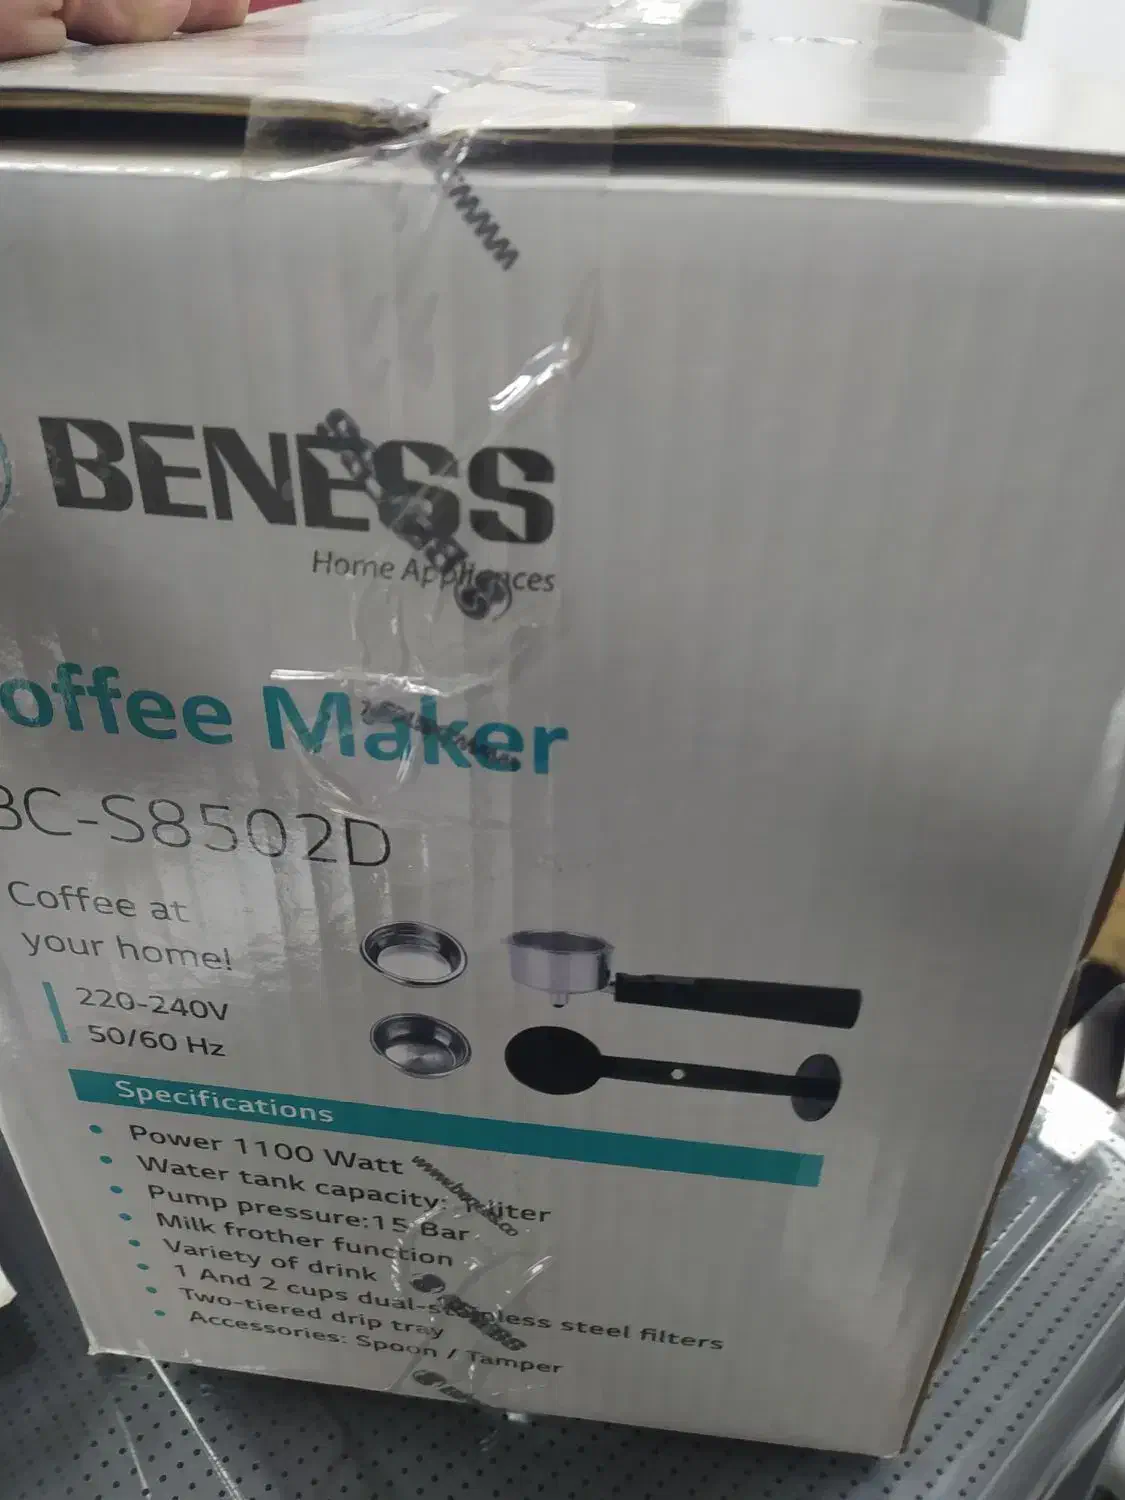 BENESS
Home Appliances
offee Maker
BC-S8502D
Coffee at
your home!
220-240V
50/60 Hz
Specifications
Power 1100 Watt
Water tank capacity: liter
Pump pressure:15 Bar
Milk frother function
Variety of drink
1 And 2 cups dual-stainless steel filters
Two-tiered drip tray
Accessories: Spoon / Tamper